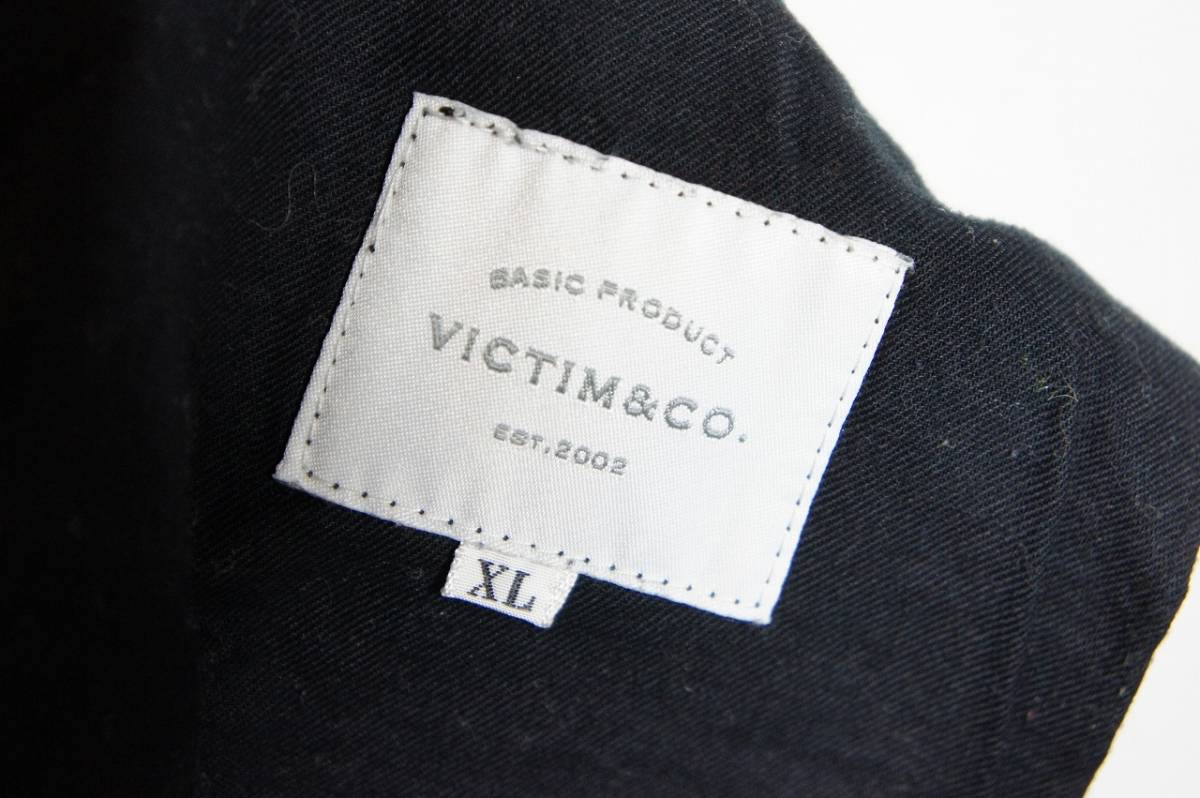 BASIC PRODUCT
VICTIM&CO.
EST.2002
XL